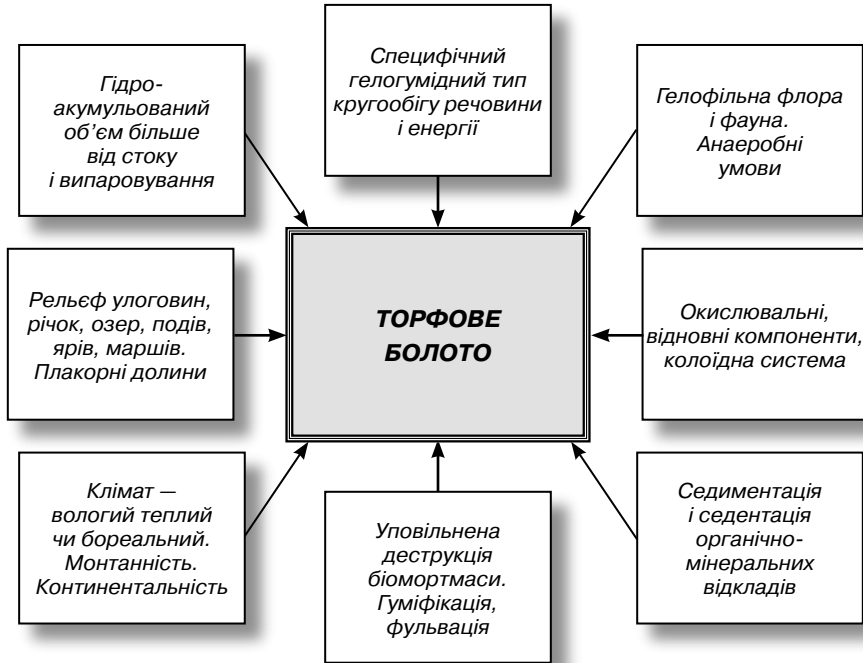 Гідро-
акумульований
об’єм більше
від стоку
і випаровування
Специфічний
гелогумідний тип
кругообігу речовини
і енергії
Гелофільна флора
і фауна.
Анаеробні
умови
Рельєф улоговин,
річок, озер, подів,
ярів, маршів.
Плакорні долини
ТОРФОВЕ
БОЛОТО
Окислювальні,
відновні компоненти,
колоїдна система
Клімат —
вологий теплий
чи бореальний.
Монтанність.
Континентальність
Уповільнена
деструкція
біомортмаси.
Гуміфікація,
фульвація
Седиментація
і седентація
органічно-
мінеральних
відкладів